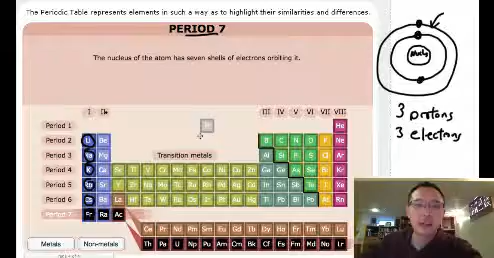 The Periodic Table represents elements in such a way as to highlight their similarities and differences.
PERIOD 7
The nucleus of the atom has seven shells of electrons orbiting it.
3 protons
3 electrons
I II III IV V VI VII VIII
Period 1 H He
Period 2 Li Be B C N O F Ne
Transition metals
Period 3 Na Mg Al Si P S Cl Ar
Period 4 K Ca Sc Ti V Cr Mn Fe Co Ni Cu Zn Ga Ge As Se Br Kr
Period 5 Rb Sr Y Zr Nb Mo Tc Ru Rh Pd Ag Cd In Sn Sb Te I Xe
Period 6 Cs Ba La Hf Ta W Re Os Ir Pt Au Hg Tl Pb Bi Po At Rn
Period 7 Fr Ra Ac
Ce Pr Nd Pm Sm Eu Gd Tb Dy Ho Er Tm Yb Lu
Th Pa U Np Pu Am Cm Bk Cf Es Fm Md No Lr
Metals Non-metals